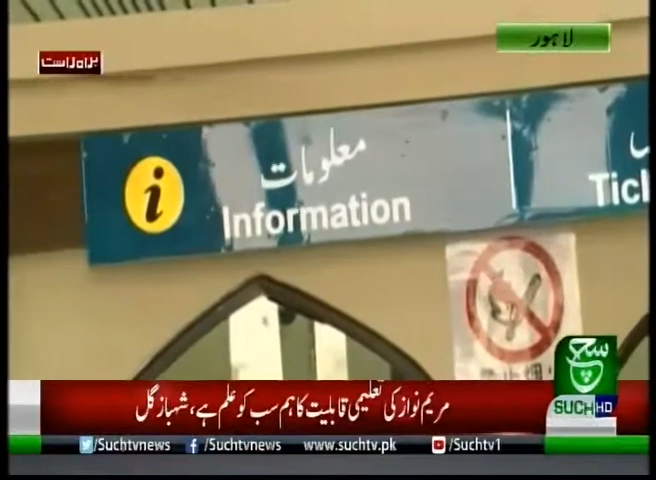 لاہور
براہ راست
معلومات
Information
Tick
مریم نواز کی تعلیمی قابلیت کا ہم سب کو علم ہے، شہباز گل
سچ
SUCH HD
/Suchtvnews /Suchtvnews www.suchtv.pk /Suchtv1